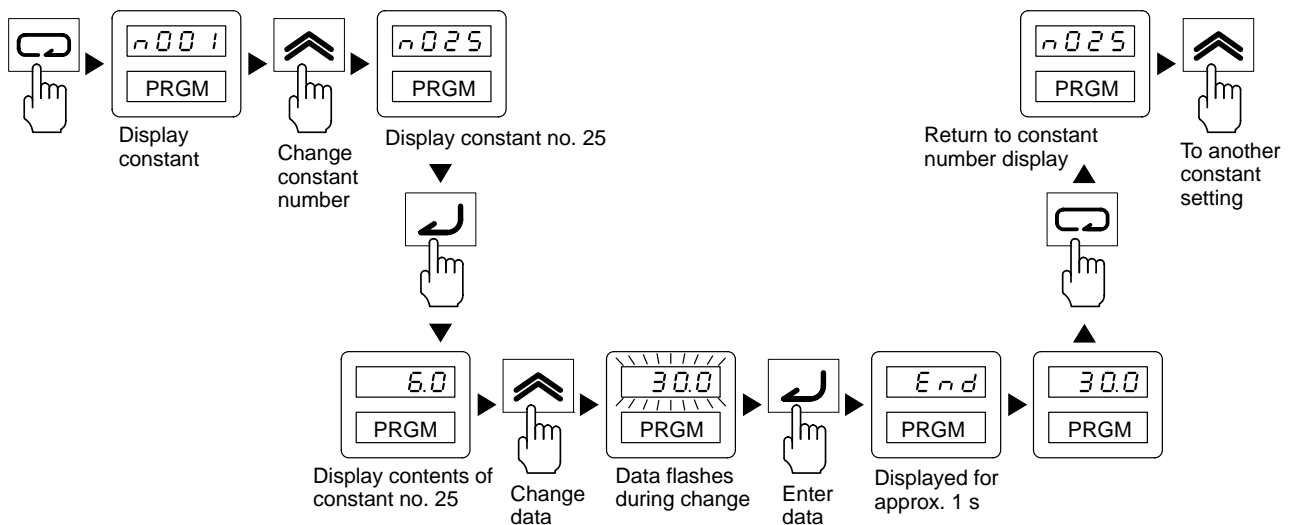 n001
PRGM
Display
constant
Change
constant
number
n025
PRGM
Display constant no. 25
6.0
PRGM
Display contents of
constant no. 25
Change
data
30.0
PRGM
Data flashes
during change
Enter
data
End
PRGM
Displayed for
approx. 1 s
30.0
PRGM
n025
PRGM
Return to constant
number display
To another
constant
setting